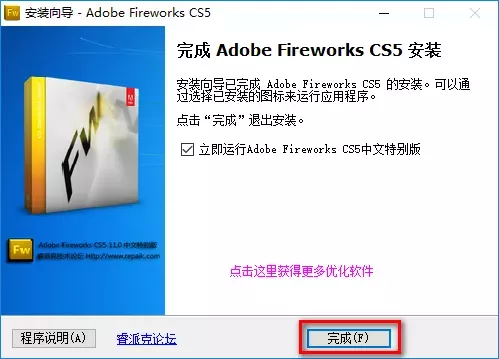 Fw 安装向导 - Adobe Fireworks CS5
完成 Adobe Fireworks CS5 安装
安装向导已完成 Adobe Fireworks CS5 的安装。可以通
过选择已安装的图标来运行应用程序。
点击“完成”退出安装。
立即运行Adobe Fireworks CS5中文特别版
Fw
Adobe
Fw
Adobe Fireworks CS5 11.0 中文特别版
睿派克技术论坛 Http://www.repaik.com
点击这里获得更多优化软件
程序说明(A)
睿派克论坛
完成(F)